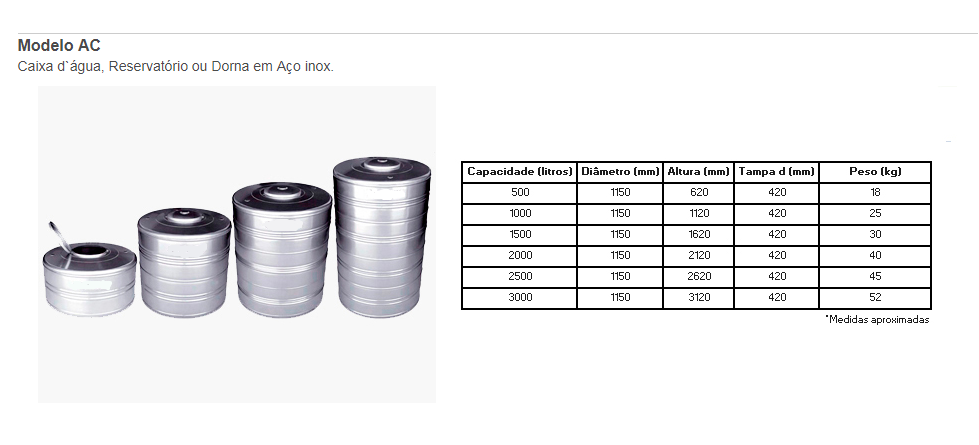 Modelo AC
Caixa d`água, Reservatório ou Dorna em Aço inox.
Capacidade (litros) Diâmetro (mm) Altura (mm) Tampa d (mm) Peso (kg)
500 1150 620 420 18
1000 1150 1120 420 25
1500 1150 1620 420 30
2000 1150 2120 420 40
2500 1150 2620 420 45
3000 1150 3120 420 52
*Medidas aproximadas